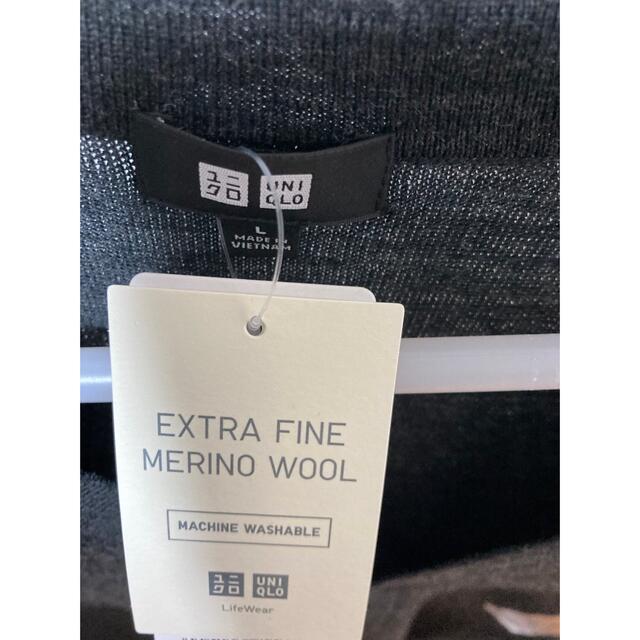 ユニ UNI
クロ QLO
L
MADE IN
VIETNAM
EXTRA FINE
MERINO WOOL
MACHINE WASHABLE
ユニ UNI
クロ QLO
LifeWear